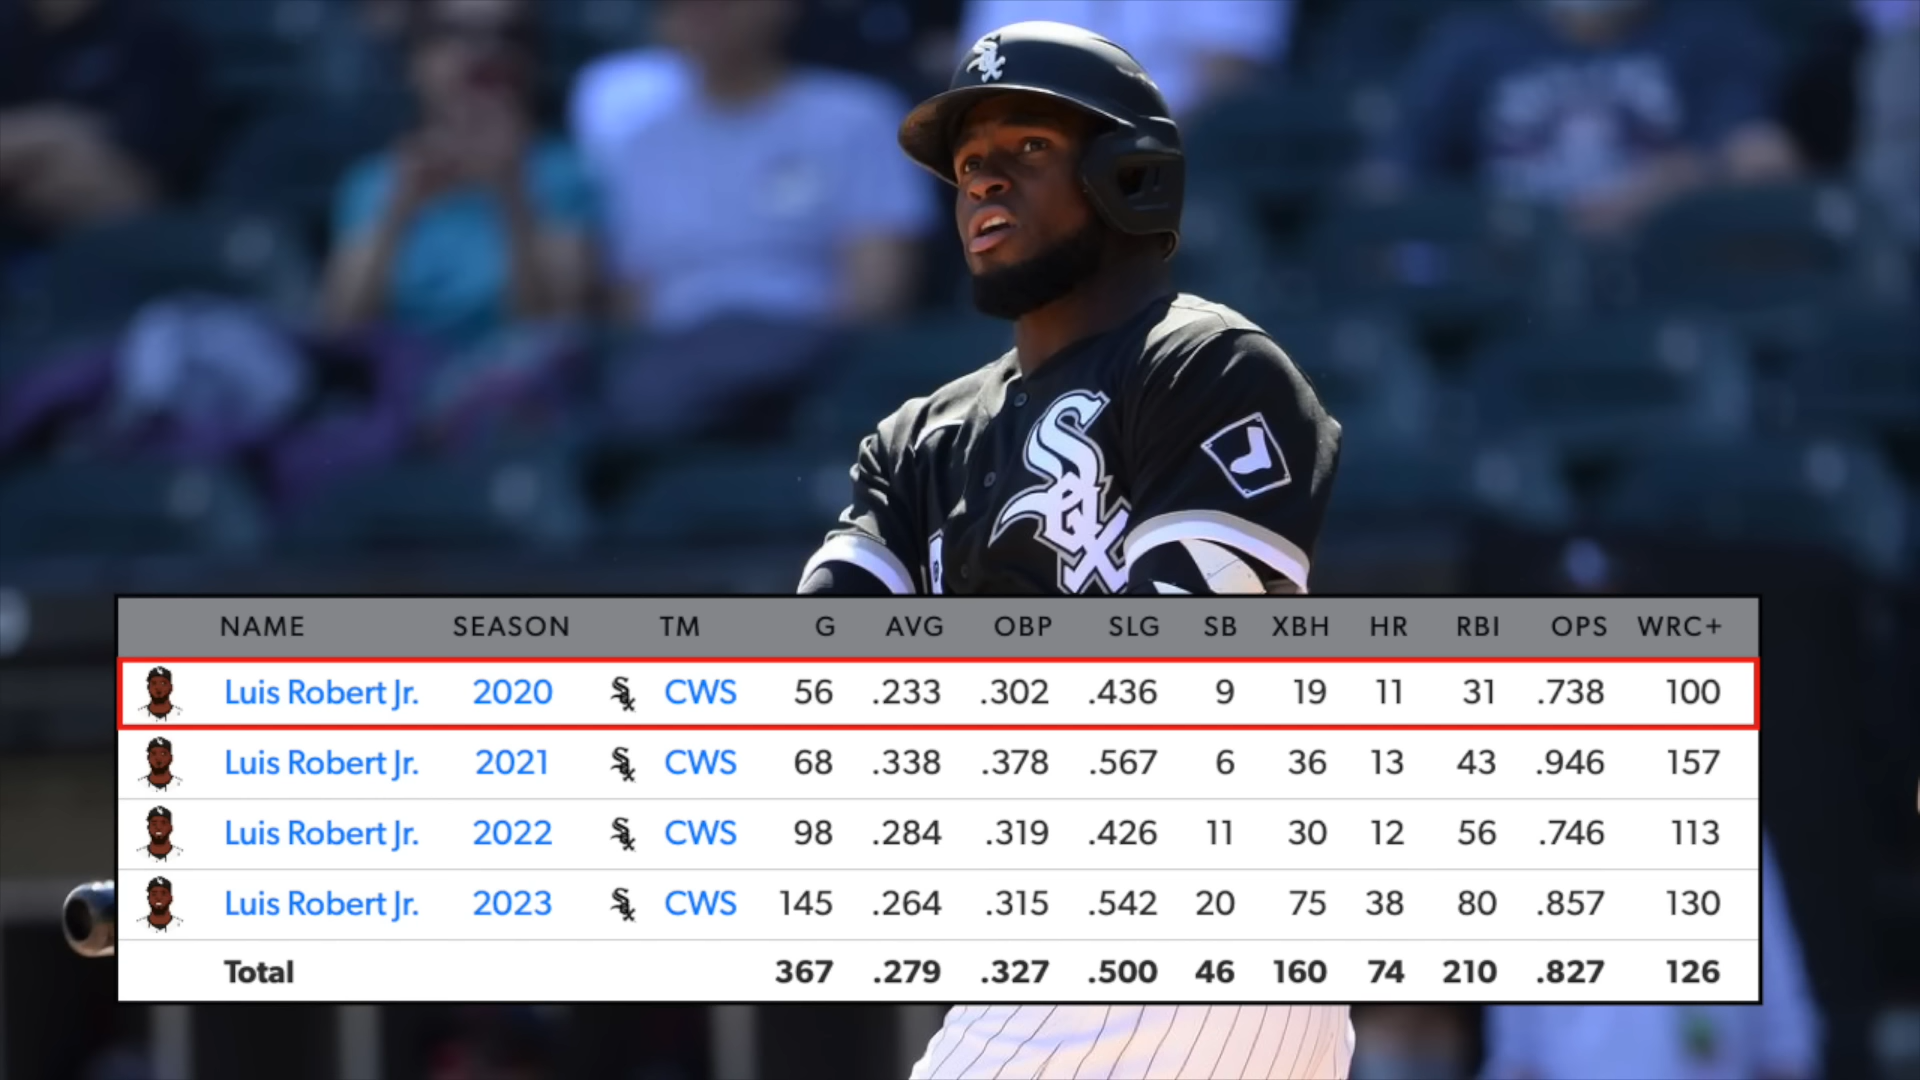 Sox
Sox
NAME SEASON TM G AVG OBP SLG SB XBH HR RBI OPS WRC+
Luis Robert Jr. 2020 CWS 56 .233 .302 .436 9 19 11 31 .738 100
Luis Robert Jr. 2021 CWS 68 .338 .378 .567 6 36 13 43 .946 157
Luis Robert Jr. 2022 CWS 98 .284 .319 .426 11 30 12 56 .746 113
Luis Robert Jr. 2023 CWS 145 .264 .315 .542 20 75 38 80 .857 130
Total 367 .279 .327 .500 46 160 74 210 .827 126